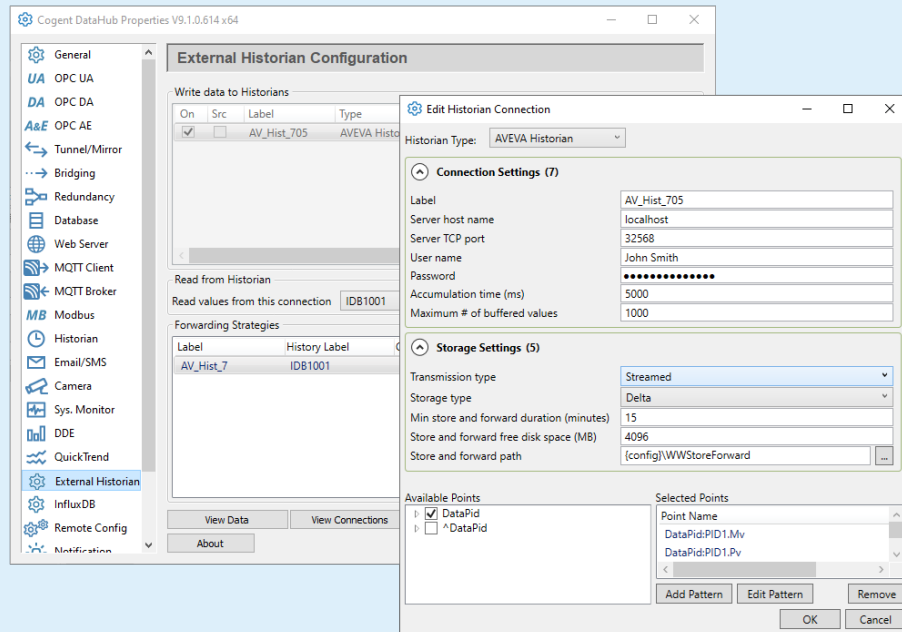 Cogent DataHub Properties V9.1.0.614 x64
General
UA OPC UA
DA OPC DA
A&E OPC AE
Tunnel/Mirror
Bridging
Redundancy
Database
Web Server
MQTT Client
MQTT Broker
MB Modbus
Historian
Email/SMS
Camera
Sys. Monitor
DDE
QuickTrend
External Historian
InfluxDB
Remote Config
Notification
External Historian Configuration
Write data to Historians
On Src Label Type
AV_Hist_705 AVEVA Histo
Read from Historian
Read values from this connection IDB1001
Forwarding Strategies
Label History Label
AV_Hist_7 IDB1001
View Data View Connections
About
Edit Historian Connection
Historian Type: AVEVA Historian
Connection Settings (7)
Label AV_Hist_705
Server host name localhost
Server TCP port 32568
User name John Smith
Password ●●●●●●●●●●●●●●
Accumulation time (ms) 5000
Maximum # of buffered values 1000
Storage Settings (5)
Transmission type Streamed
Storage type Delta
Min store and forward duration (minutes) 15
Store and forward free disk space (MB) 4096
Store and forward path {config}\WWStoreForward ...
Available Points
DataPid
^DataPid
Selected Points
Point Name
DataPid:PID1.Mv
DataPid:PID1.Pv
Add Pattern Edit Pattern Remove
OK Cancel